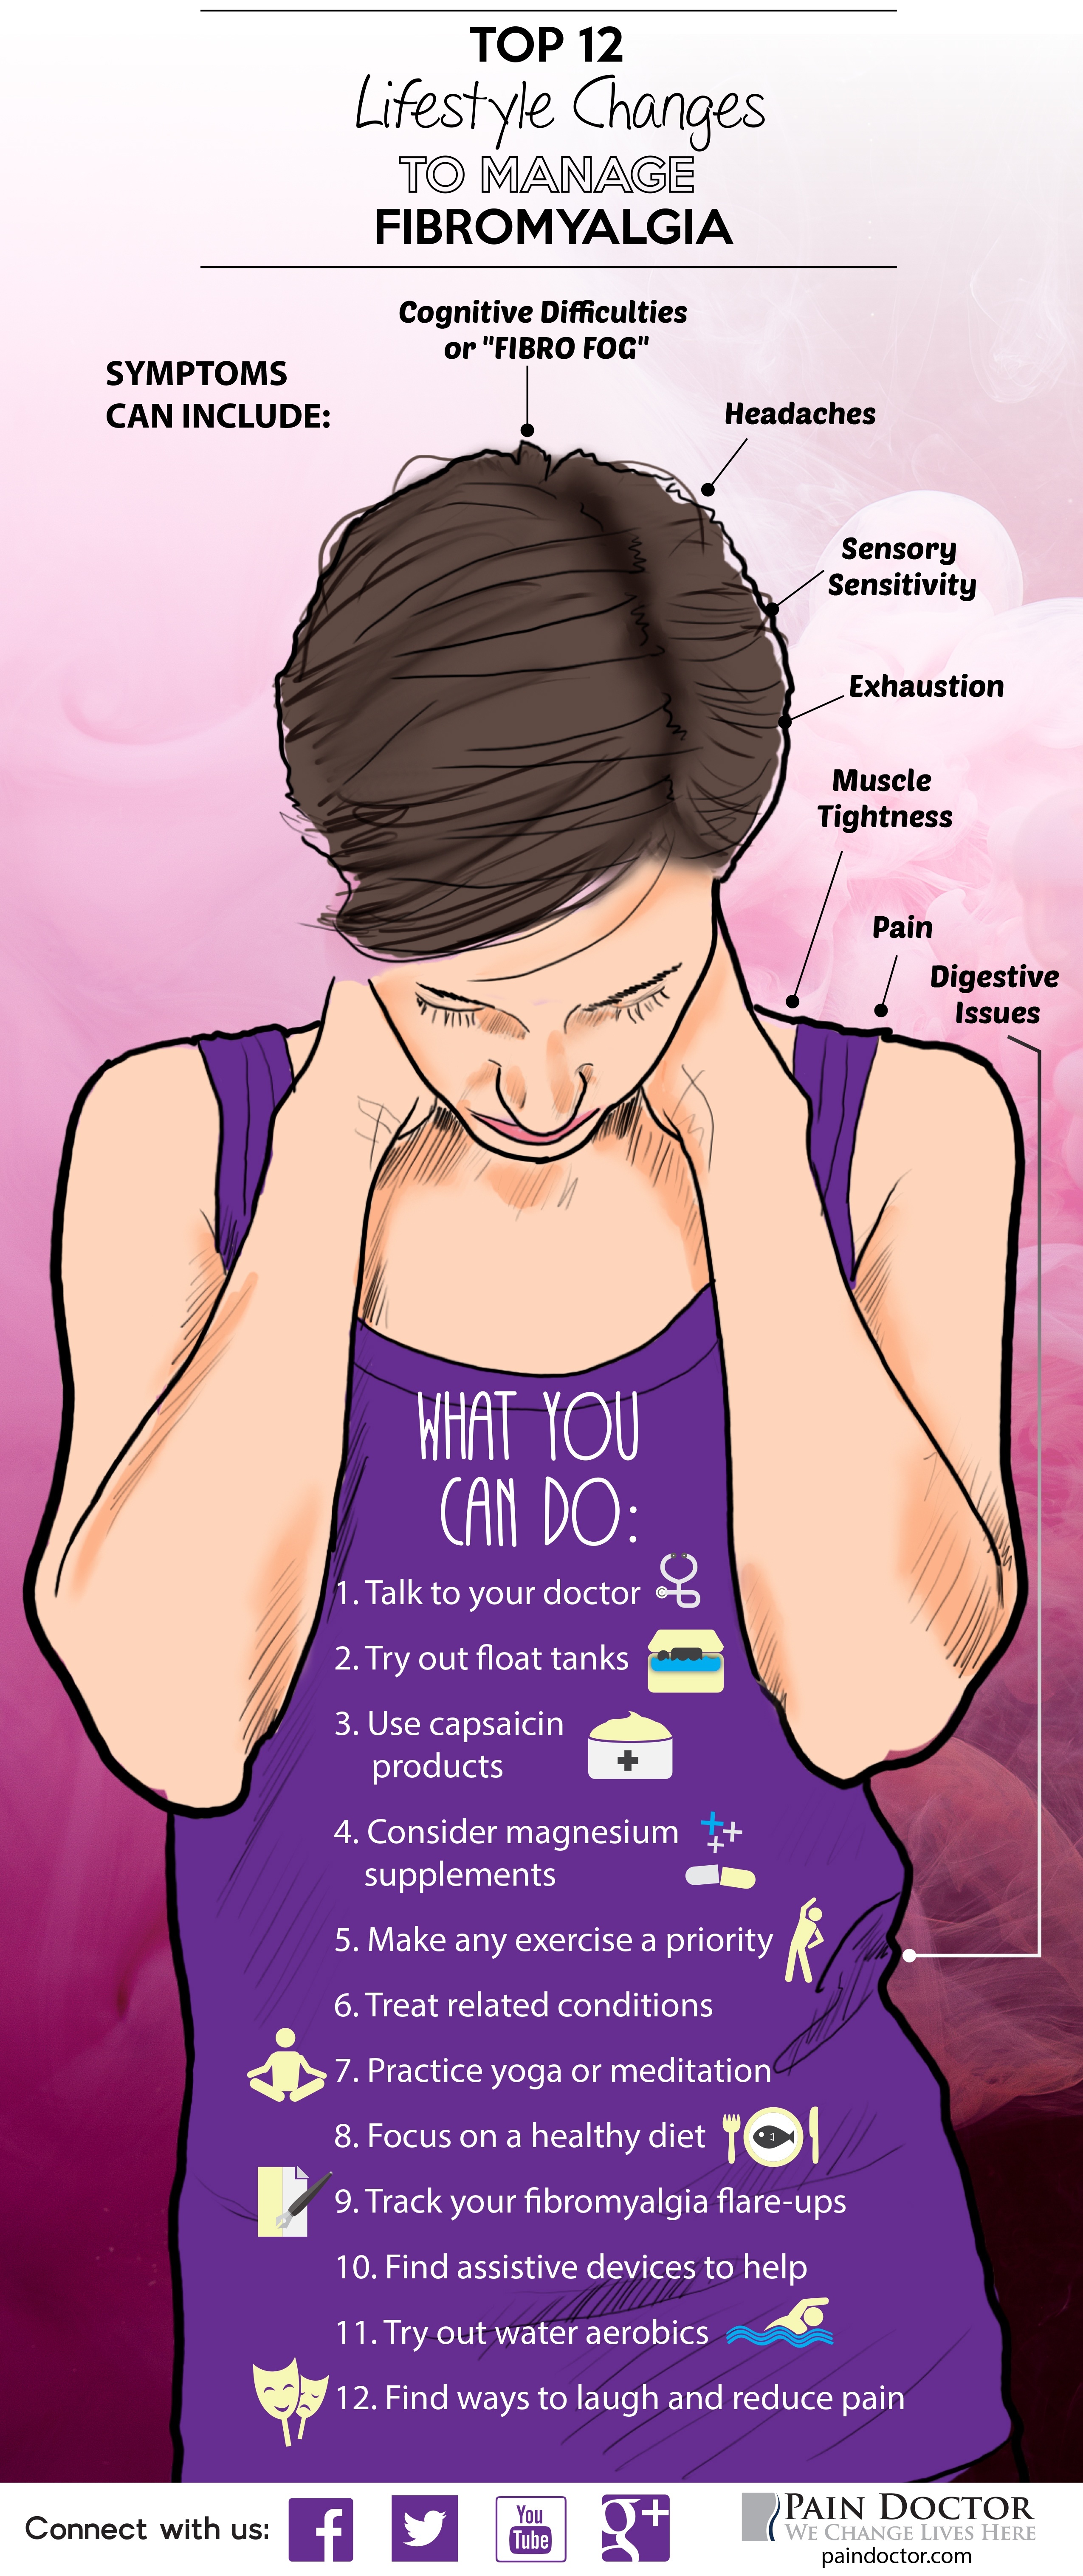 TOP 12
Lifestyle Changes
TO MANAGE
FIBROMYALGIA
Cognitive Difficulties
or "FIBRO FOG"
SYMPTOMS
CAN INCLUDE:
Headaches
Sensory
Sensitivity
Exhaustion
Muscle
Tightness
Pain
Digestive
Issues
WHAT YOU
CAN DO:
1. Talk to your doctor
2. Try out float tanks
3. Use capsaicin
products
4. Consider magnesium
supplements
5. Make any exercise a priority
6. Treat related conditions
7. Practice yoga or meditation
8. Focus on a healthy diet
9. Track your fibromyalgia flare-ups
10. Find assistive devices to help
11. Try out water aerobics
12. Find ways to laugh and reduce pain
Connect with us:
f
You
Tube
g+
PAIN DOCTOR
WE CHANGE LIVES HERE
paindoctor.com